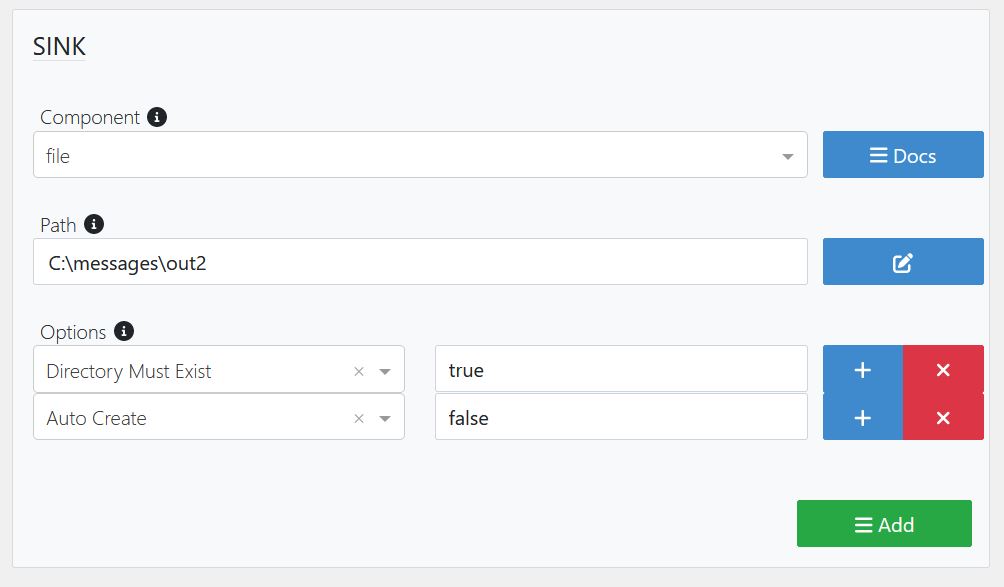 SINK
Component
file
Docs
Path
C:\messages\out2
Options
Directory Must Exist
true
Auto Create
false
Add